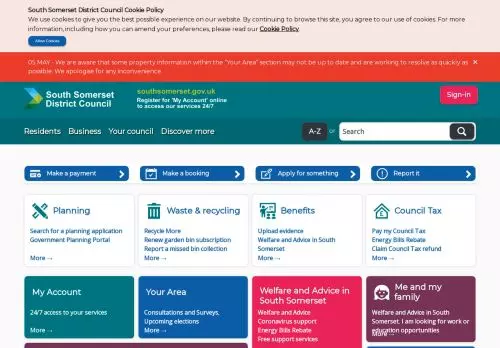 South Somerset District Council Cookie Policy
We use cookies to give you the best possible experience on our website. By continuing to browse this site, you agree to our use of cookies. For more
information, including how you can amend your preferences, please read our Cookie Policy.
Allow Cookies
05 MAY - We are aware that some property information within the "Your Area" section may not be up to date and are working to resolve as quickly as
possible. We apologise for any inconvenience. ×
South Somerset
District Council
southsomerset.gov.uk
Register for 'My Account' online
to access our services 24/7
Sign-in
Residents Business Your council Discover more
A-Z or Search
Make a payment
Make a booking
Apply for something
Report it
Planning
Search for a planning application
Government Planning Portal
More →
Waste & recycling
Recycle More
Renew garden bin subscription
Report a missed bin collection
More →
Benefits
Upload evidence
Welfare and Advice in South
Somerset
More →
Council Tax
Pay my Council Tax
Energy Bills Rebate
Claim Council Tax refund
More →
My Account
24/7 access to your services
More →
Your Area
Consultations and Surveys,
Upcoming elections
More →
Welfare and Advice in
South Somerset
Welfare and Advice
Coronavirus support
Energy Bills Rebate
Free support services
Me and my
family
Welfare and Advice in South
Somerset, I am looking for work or
education opportunities
More →